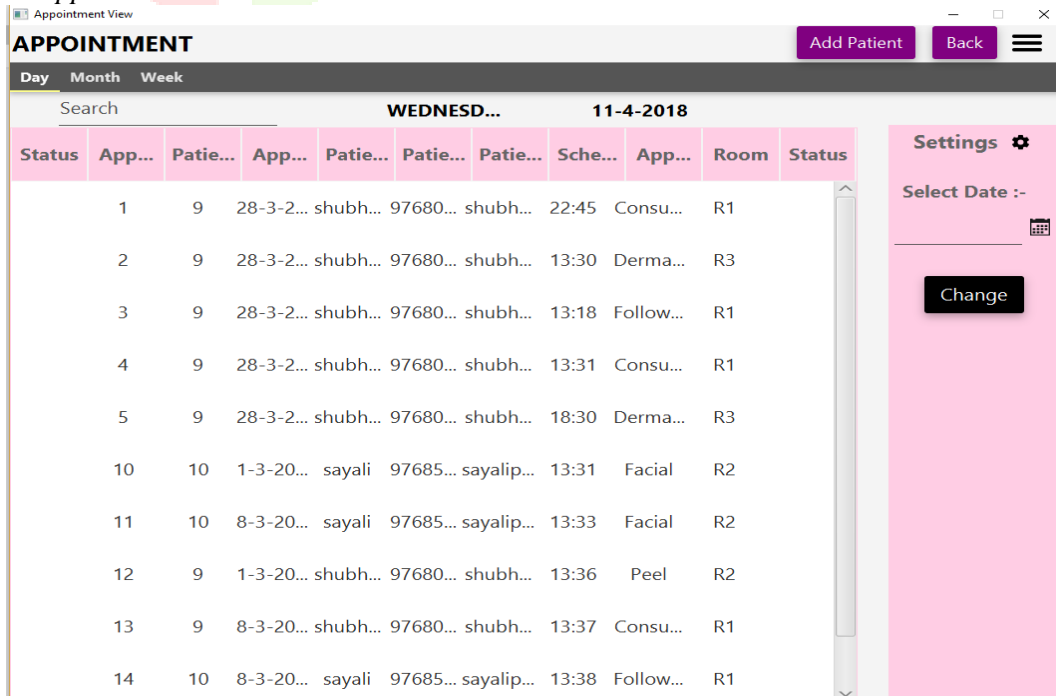 Appointment View
APPOINTMENT Add Patient Back
Day Month Week
Search WEDNESD... 11-4-2018
Status App... Patie... App... Patie... Patie... Patie... Sche... App... Room Status
1 9 28-3-2... shubh... 97680... shubh... 22:45 Consu... R1
2 9 28-3-2... shubh... 97680... shubh... 13:30 Derma... R3
3 9 28-3-2... shubh... 97680... shubh... 13:18 Follow... R1
4 9 28-3-2... shubh... 97680... shubh... 13:31 Consu... R1
5 9 28-3-2... shubh... 97680... shubh... 18:30 Derma... R3
10 10 1-3-20... sayali 97685... sayalip... 13:31 Facial R2
11 10 8-3-20... sayali 97685... sayalip... 13:33 Facial R2
12 9 1-3-20... shubh... 97680... shubh... 13:36 Peel R2
13 9 8-3-20... shubh... 97680... shubh... 13:37 Consu... R1
14 10 8-3-20... sayali 97685... sayalip... 13:38 Follow... R1
Settings
Select Date :-
Change